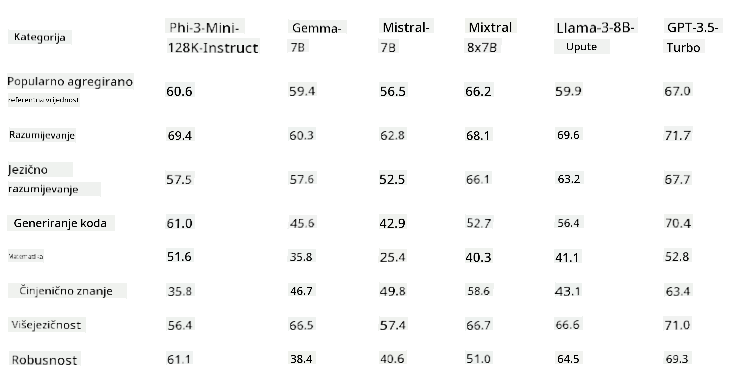 Kategorija Phi-3-Mini-128K-Instruct Gemma-7B Mistral-7B Mixtral 8x7B Llama-3-8B-Upute GPT-3.5-Turbo
Popularno agregirano referentna vrijednost 60.6 59.4 56.5 66.2 59.9 67.0
Razumijevanje 69.4 60.3 62.8 68.1 69.6 71.7
Jezično razumijevanje 57.5 57.6 52.5 66.1 63.2 67.7
Generiranje koda 61.0 45.6 42.9 52.7 56.4 70.4
Matematika 51.6 35.8 25.4 40.3 41.1 52.8
Činjenično znanje 35.8 46.7 49.8 58.6 43.1 63.4
Višejezičnost 56.4 66.5 57.4 66.7 66.6 71.0
Robusnost 61.1 38.4 40.6 51.0 64.5 69.3